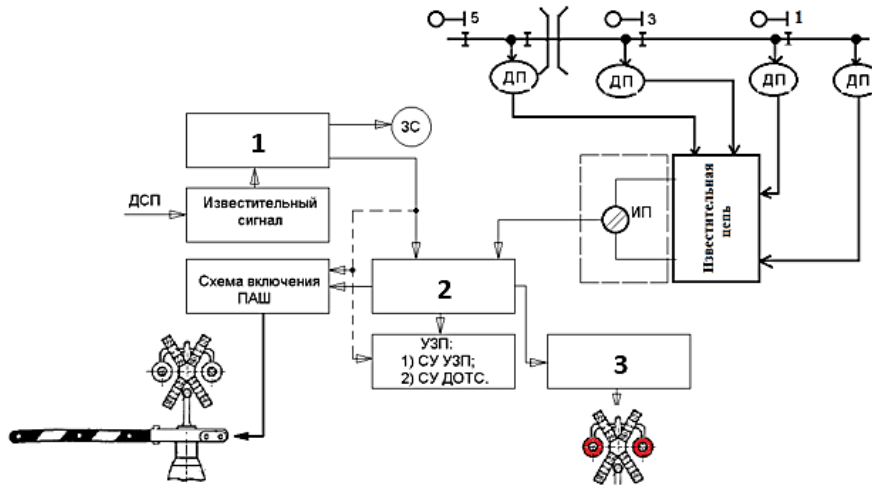 5
3
1
ДП
ДП
ДП
ДП
1
ЗС
ДСП
Известительный
сигнал
ИП
Известительная
цепь
Схема включения
ПАШ
2
УЗП:
1) СУ УЗП;
2) СУ ДОТС.
3